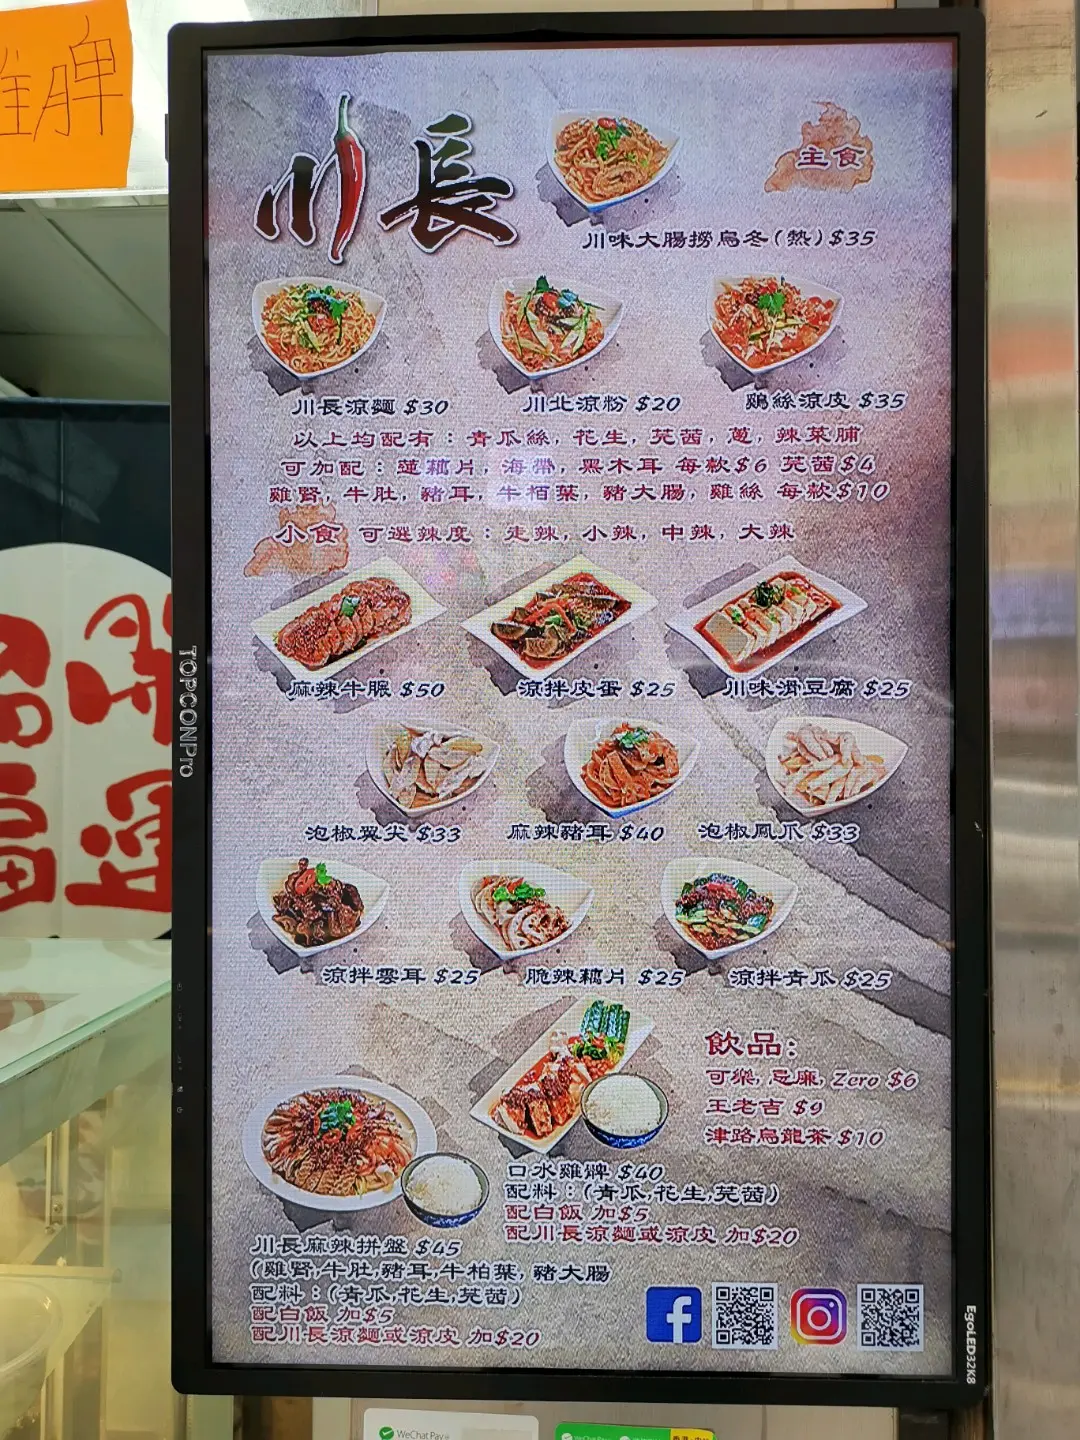 雞髀
川長
主食
川味大腸撈烏冬(熱)$35
川長涼麵 $30
川北涼粉 $20
鷄絲涼皮 $35
以上均配有：青瓜絲, 花生, 芫茜, 蔥, 辣菜脯
可加配：蓮藕片, 海帶, 黑木耳 每款$6 芫茜$4
雞腎, 牛肚, 豬耳, 牛栢葉, 豬大腸, 雞絲 每款$10
小食 可選辣度：走辣, 小辣, 中辣, 大辣
麻辣牛𦟌 $50
涼拌皮蛋 $25
川味滑豆腐 $25
泡椒翼尖 $33
麻辣豬耳 $40
泡椒鳳爪 $33
涼拌雲耳 $25
脆辣藕片 $25
涼拌青瓜 $25
飲品:
可樂, 忌廉, Zero $6
王老吉 $9
津路烏龍茶 $10
口水雞髀 $40
配料：(青瓜,花生,芫茜)
配白飯 加$5
配川長涼麵或涼皮 加$20
川長麻辣拼盤 $45
(雞腎,牛肚,豬耳,牛柏葉, 豬大腸
配料：(青瓜,花生,芫茜)
配白飯 加$5
配川長涼麵或涼皮 加$20
TOPCONPro
EgoLED32K8
WeChat Pay